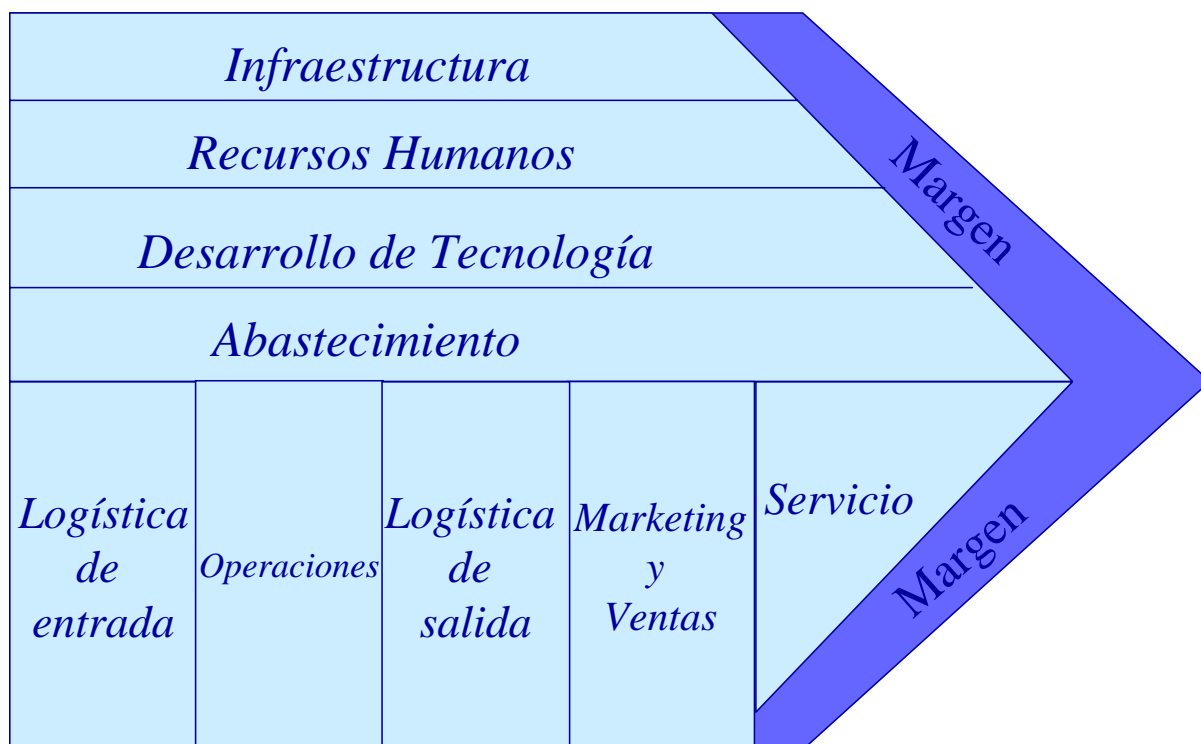 Infraestructura
Recursos Humanos
Desarrollo de Tecnología
Abastecimiento
Margen
Logística
de
entrada
Operaciones
Logística
de
salida
Marketing
y
Ventas
Servicio
Margen